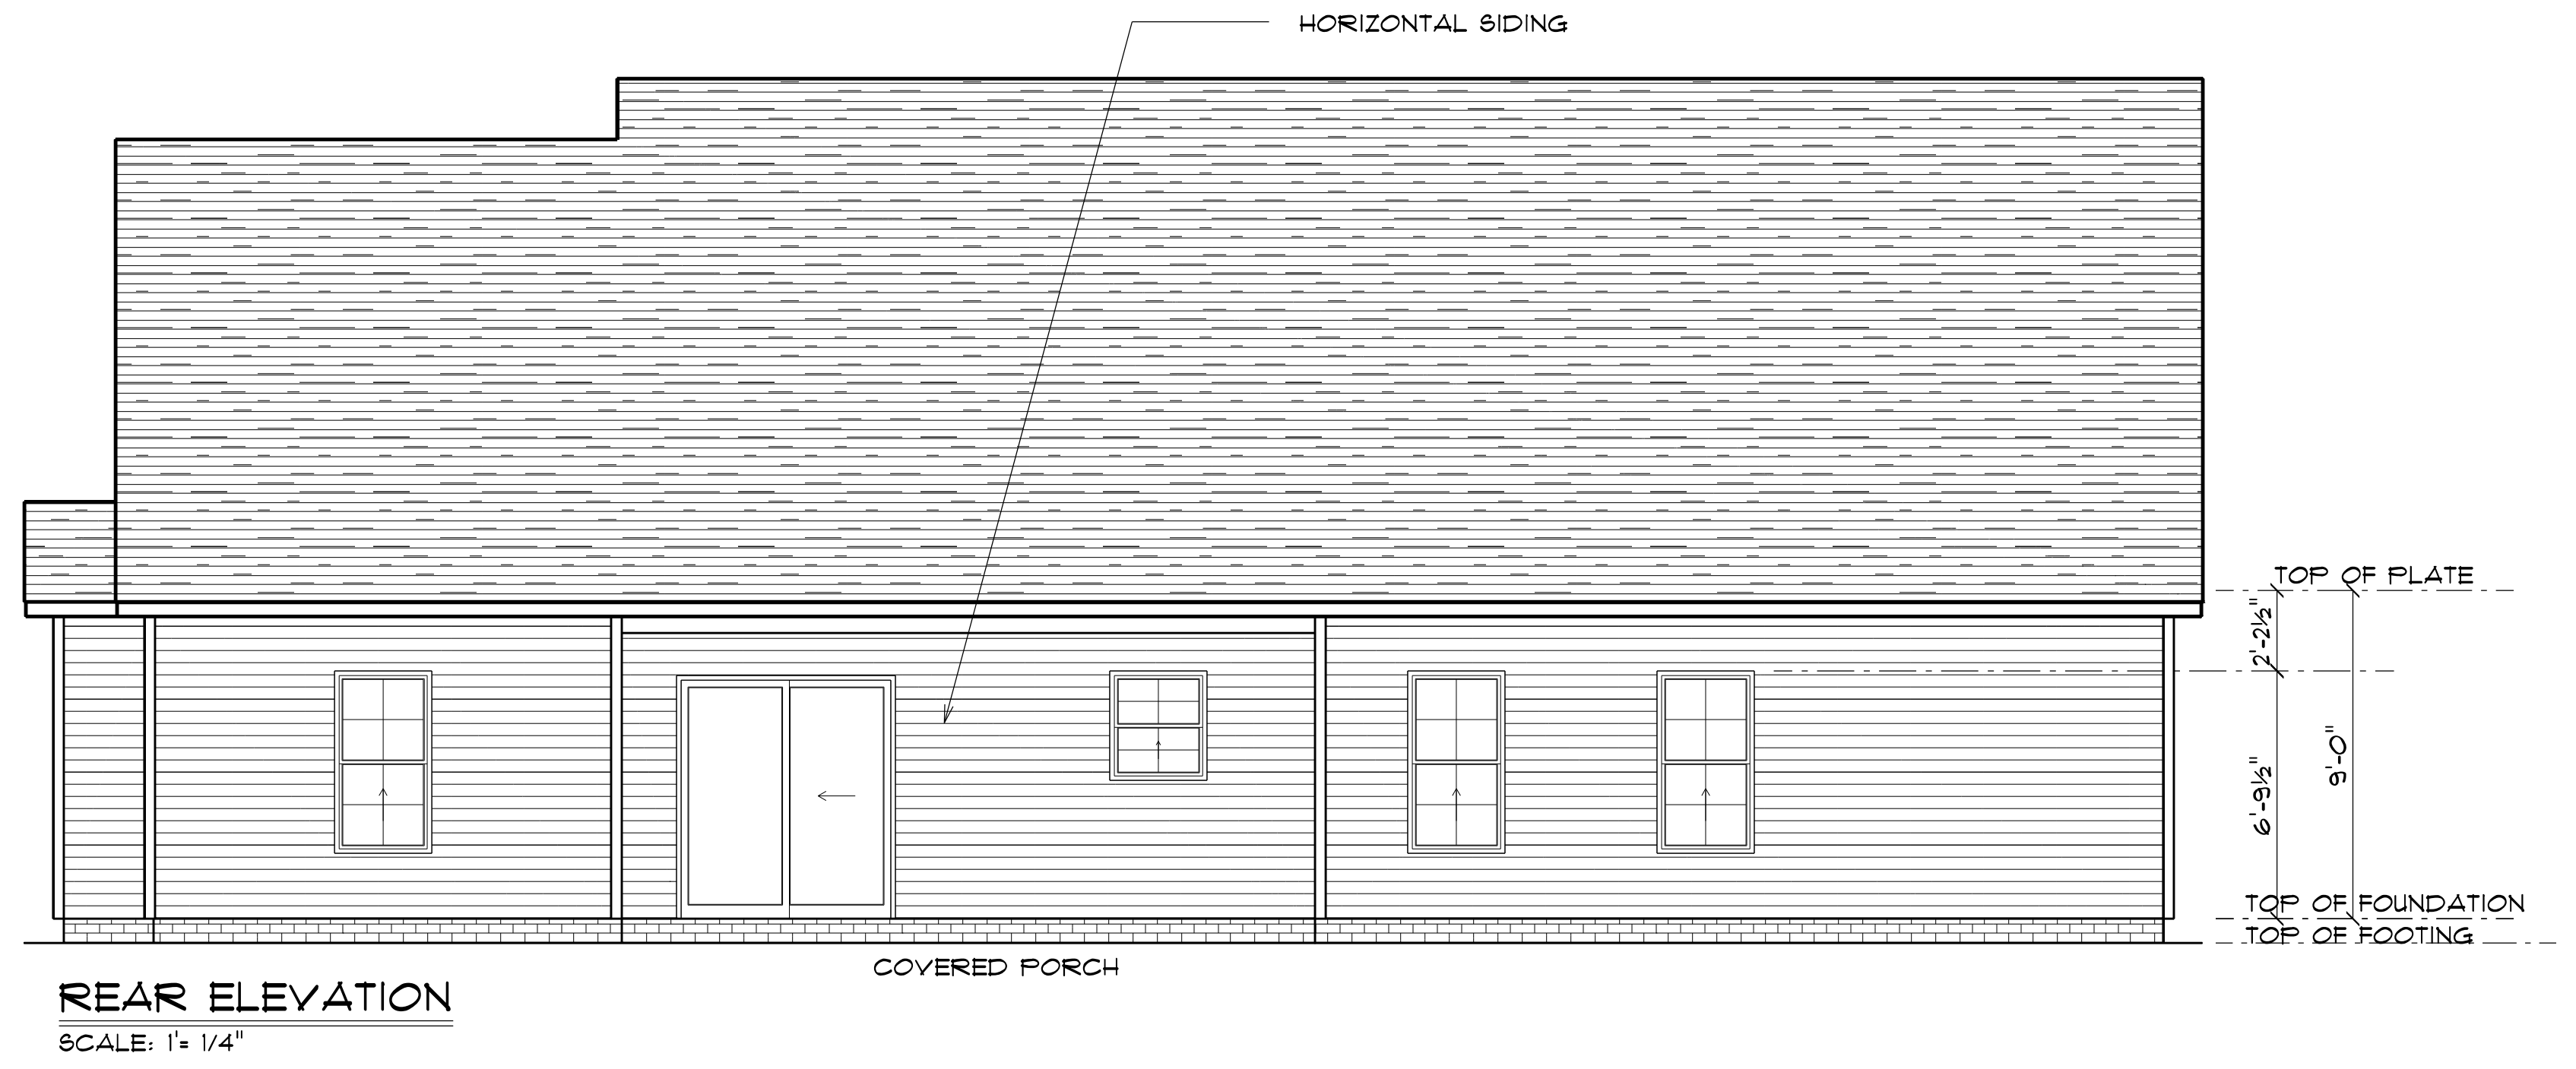 HORIZONTAL SIDING
TOP OF PLATE
2'-2½"
6'-9½"
9'-0"
TOP OF FOUNDATION
TOP OF FOOTING
COVERED PORCH
REAR ELEVATION
SCALE: 1'= 1/4"